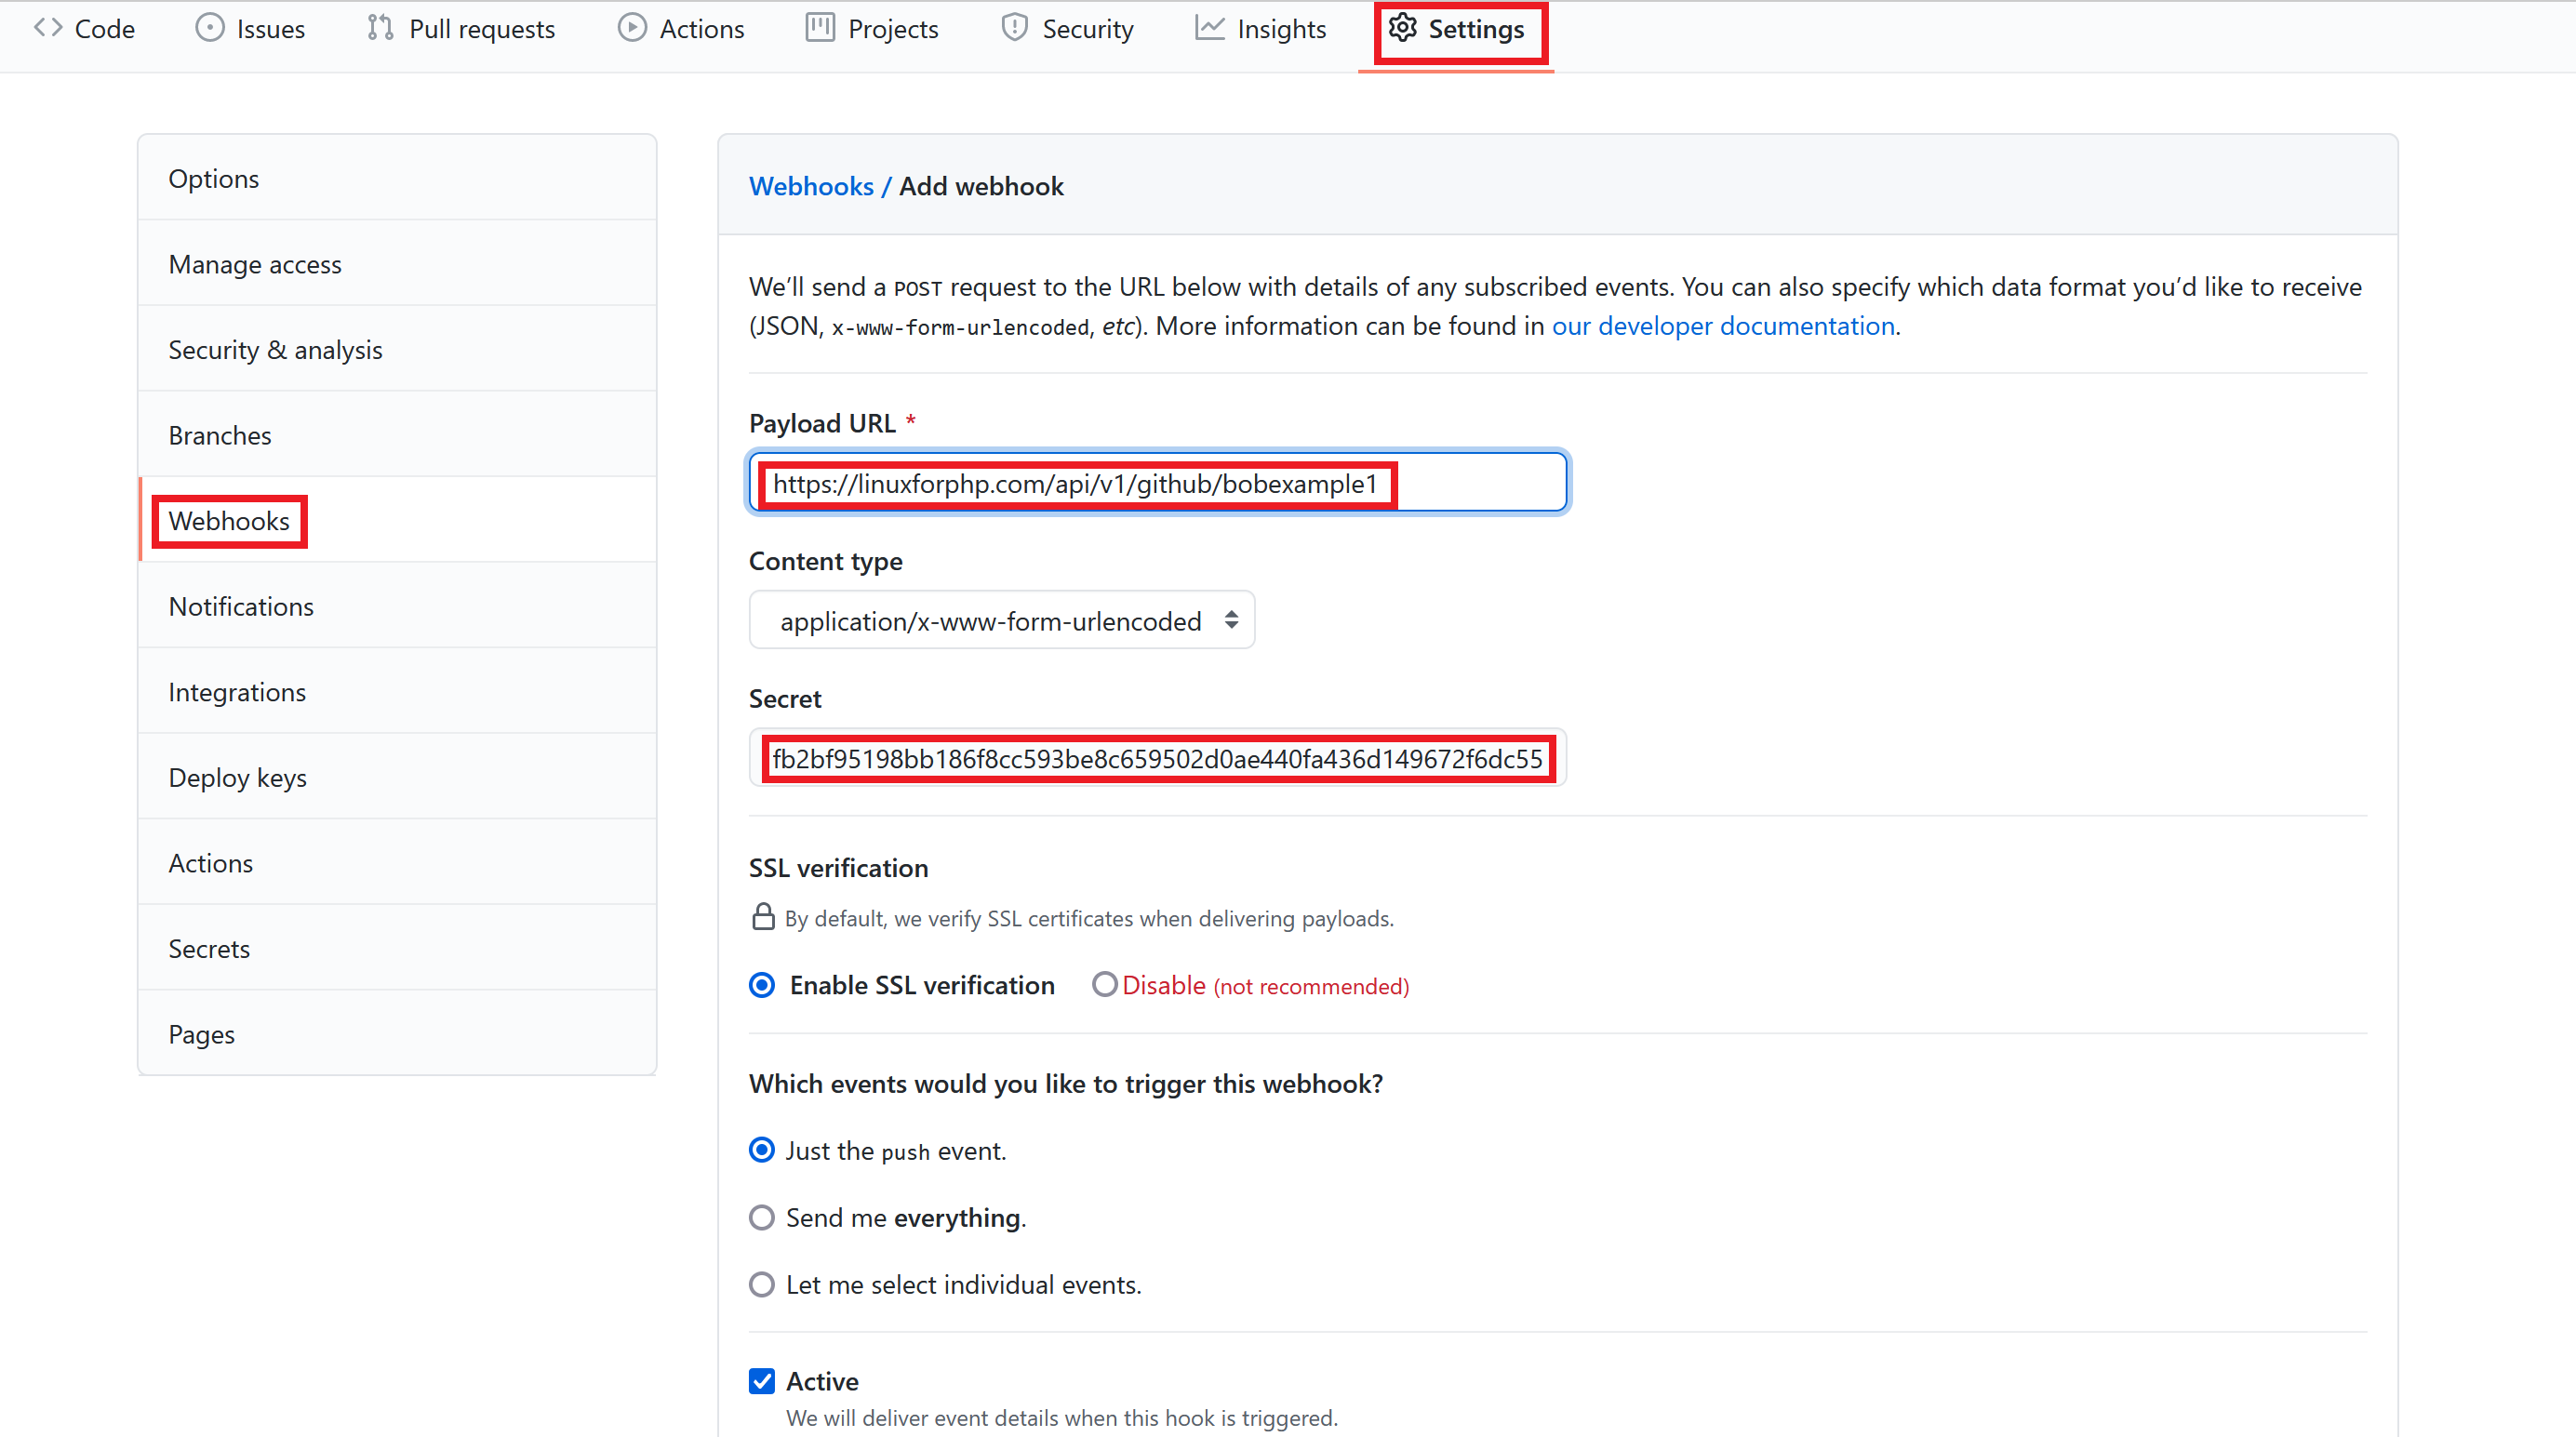 Code Issues Pull requests Actions Projects Security Insights Settings
Options
Manage access
Security & analysis
Branches
Webhooks
Notifications
Integrations
Deploy keys
Actions
Secrets
Pages
Webhooks / Add webhook
We'll send a POST request to the URL below with details of any subscribed events. You can also specify which data format you'd like to receive
(JSON, x-www-form-urlencoded, etc). More information can be found in our developer documentation.
Payload URL *
https://linuxforphp.com/api/v1/github/bobexample1
Content type
application/x-www-form-urlencoded
Secret
fb2bf95198bb186f8cc593be8c659502d0ae440fa436d149672f6dc55
SSL verification
By default, we verify SSL certificates when delivering payloads.
Enable SSL verification Disable (not recommended)
Which events would you like to trigger this webhook?
Just the push event.
Send me everything.
Let me select individual events.
Active
We will deliver event details when this hook is triggered.